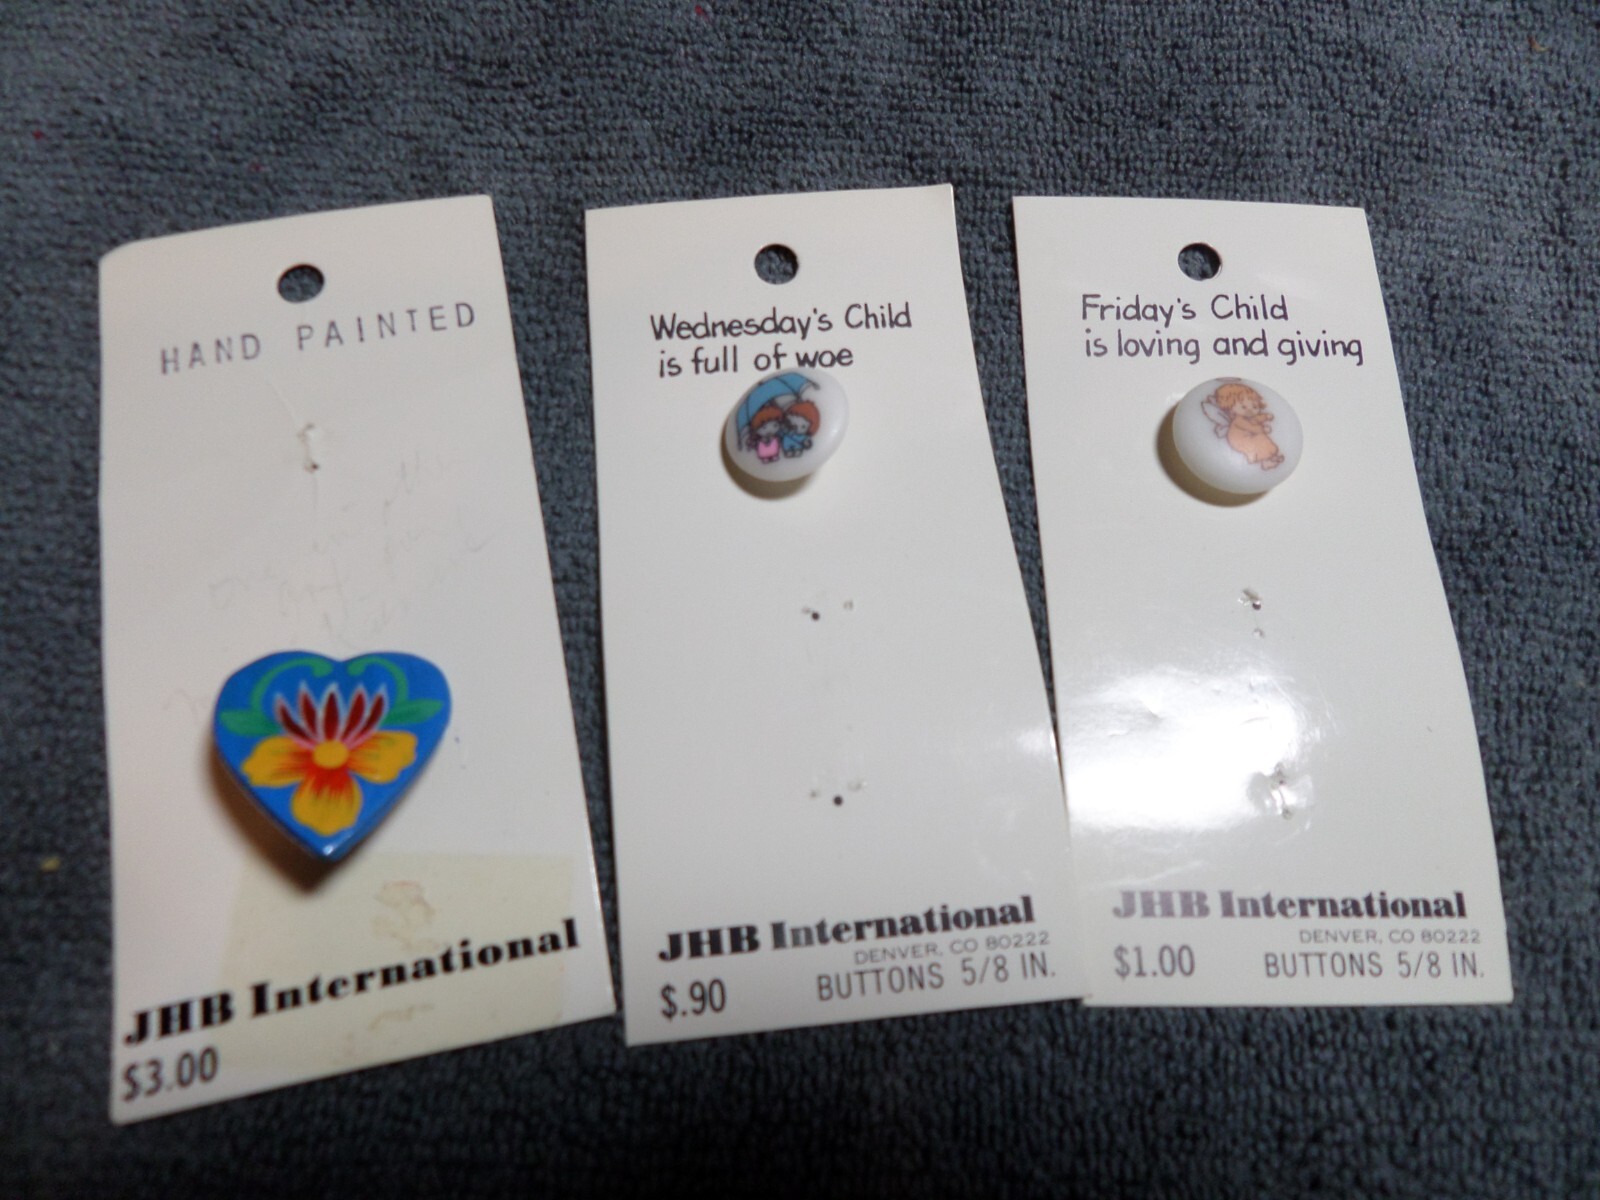 HAND PAINTED
JHB International
$3.00
Wednesday's Child
is full of woe
JHB International
DENVER, CO 80222
$.90 BUTTONS 5/8 IN.
Friday's Child
is loving and giving
JHB International
DENVER, CO 80222
$1.00 BUTTONS 5/8 IN.